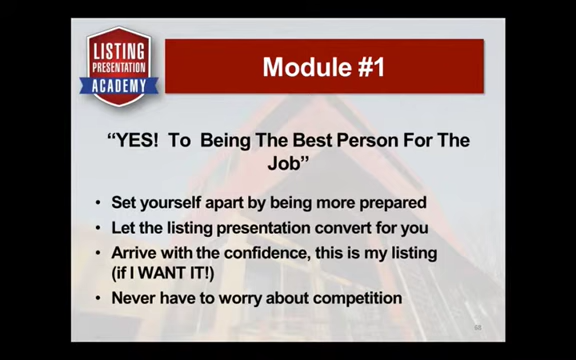 LISTING
PRESENTATION
ACADEMY
Module #1
“YES! To Being The Best Person For The
Job”
• Set yourself apart by being more prepared
• Let the listing presentation convert for you
• Arrive with the confidence, this is my listing
(if I WANT IT!)
• Never have to worry about competition